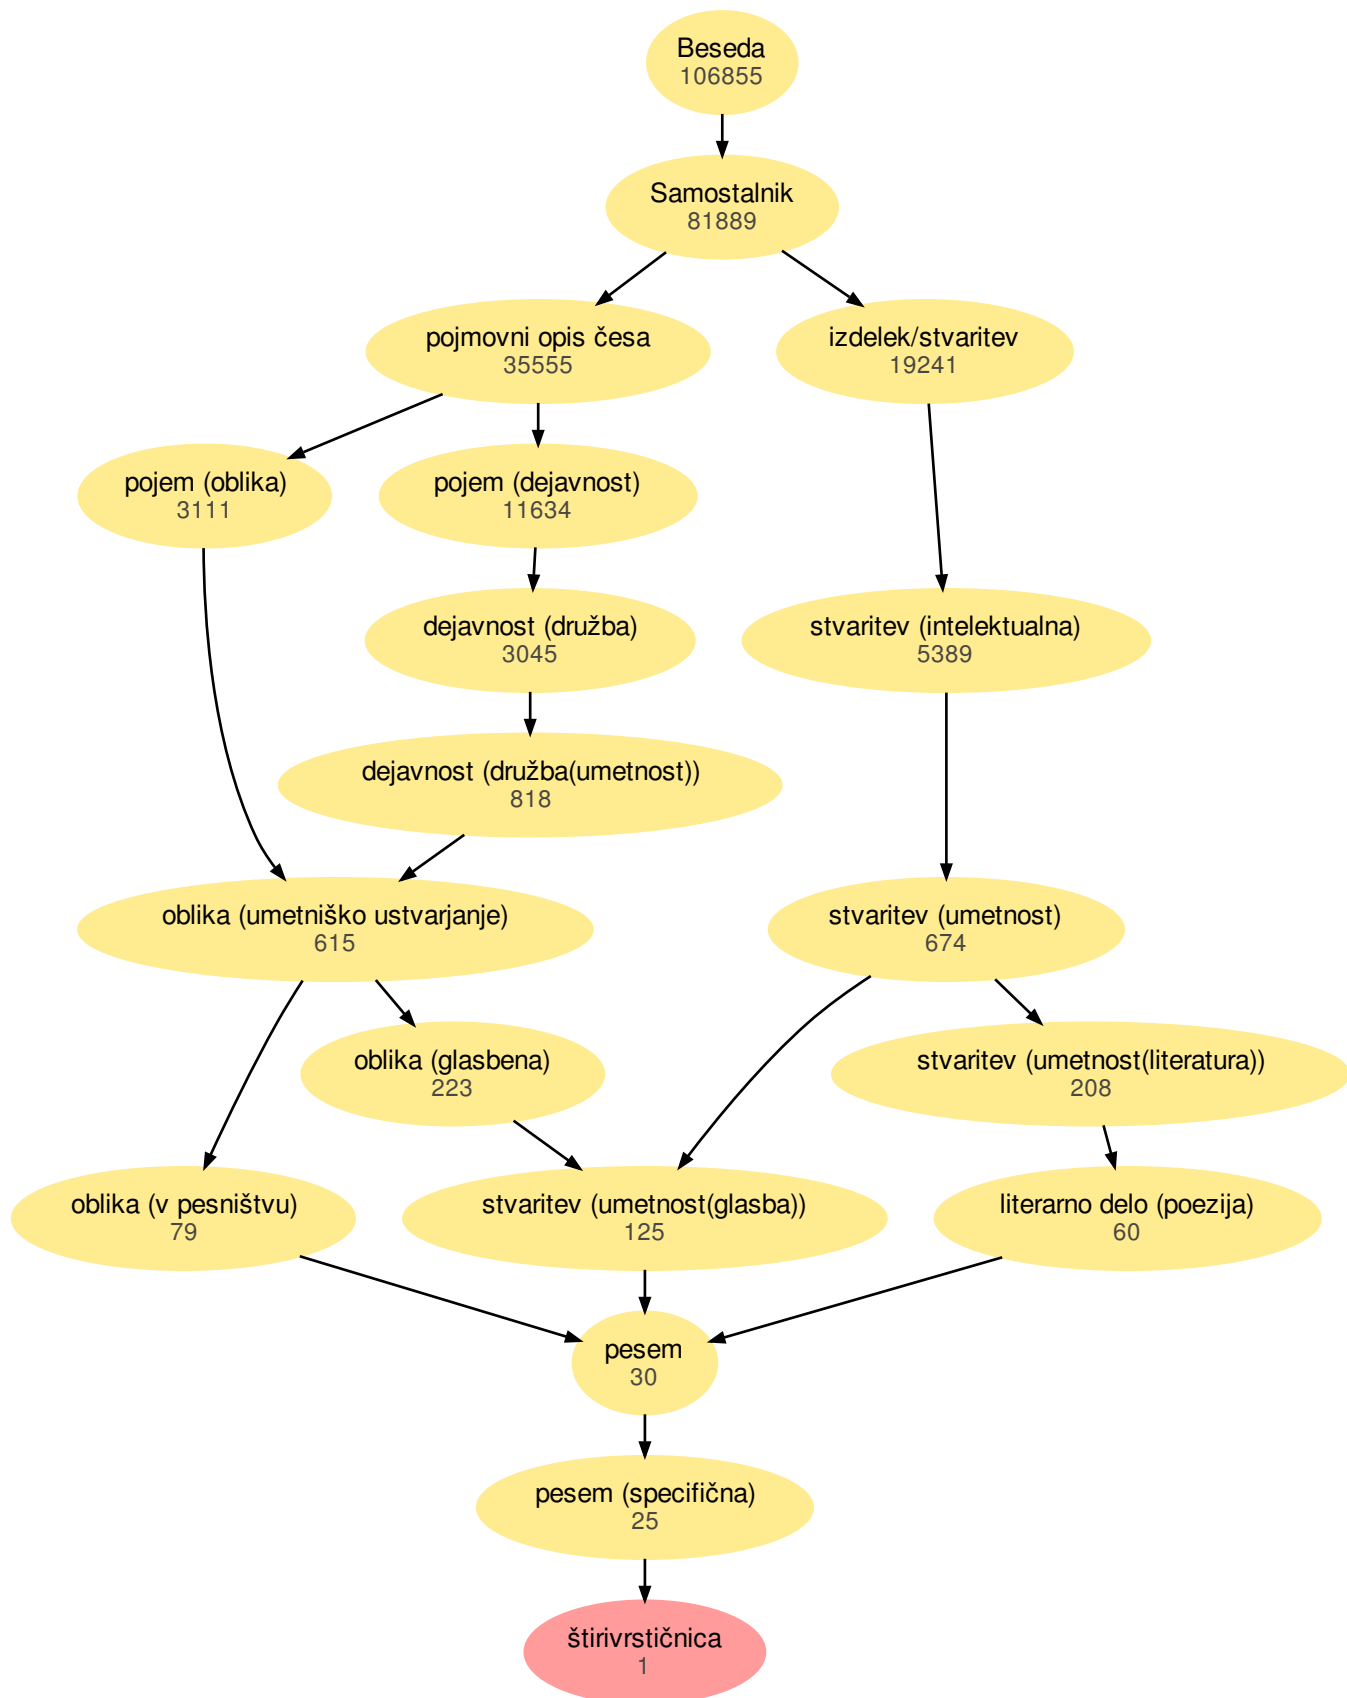 Beseda
106855
Samostalnik
81889
pojmovni opis česa
35555
izdelek/stvaritev
19241
pojem (oblika)
3111
pojem (dejavnost)
11634
dejavnost (družba)
3045
stvaritev (intelektualna)
5389
dejavnost (družba(umetnost))
818
oblika (umetniško ustvarjanje)
615
stvaritev (umetnost)
674
oblika (glasbena)
223
stvaritev (umetnost(literatura))
208
oblika (v pesništvu)
79
stvaritev (umetnost(glasba))
125
literarno delo (poezija)
60
pesem
30
pesem (specifična)
25
štirivrstičnica
1